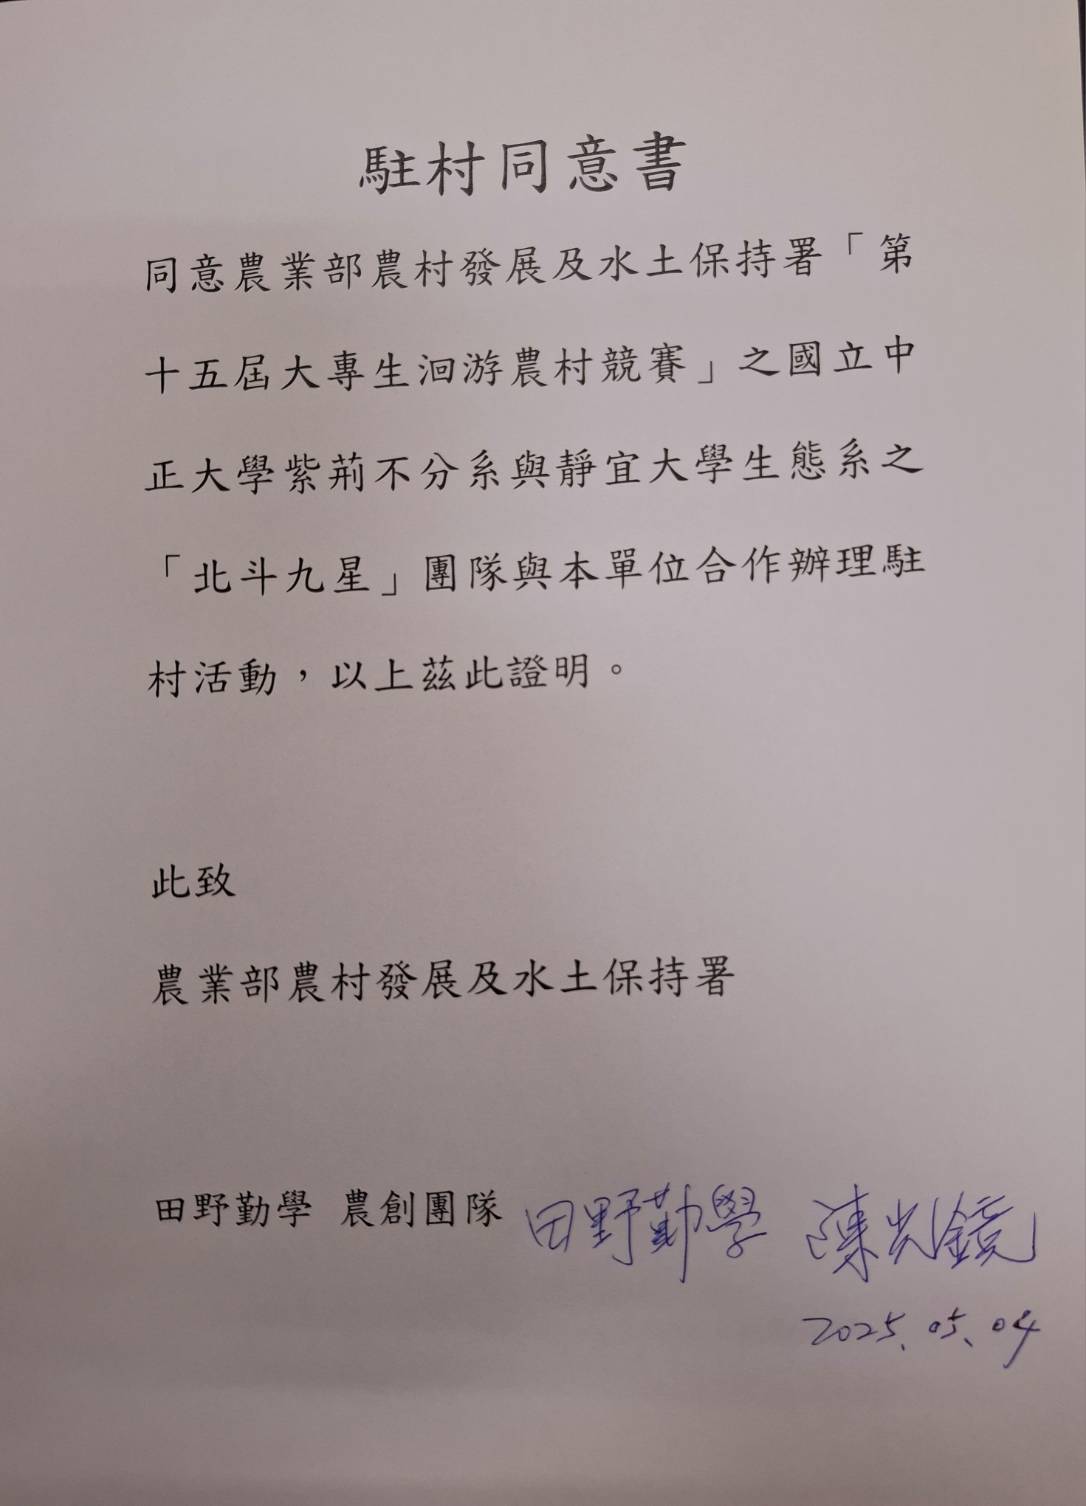 駐村同意書
同意農業部農村發展及水土保持署「第
十五屆大專生洄游農村競賽」之國立中
正大學紫荊不分系與靜宜大學生態系之
「北斗九星」團隊與本單位合作辦理駐
村活動，以上茲此證明。
此致
農業部農村發展及水土保持署
田野勤學 農創團隊 田野勤學 陳光鏡
2025.05.04